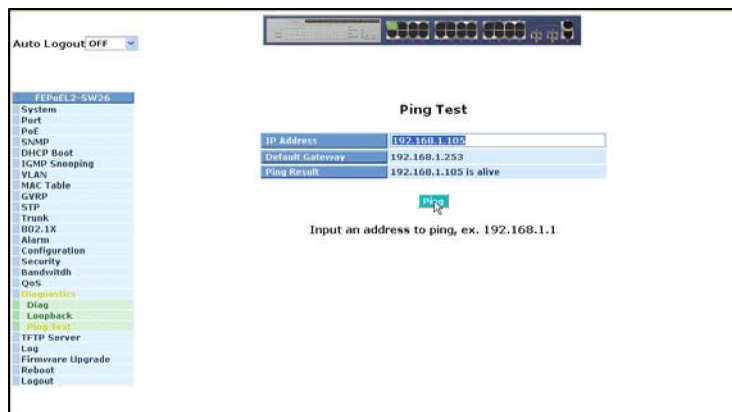 Auto Logout OFF
FEPoEL2-SW26
System
Port
PoE
SNMP
DHCP Boot
IGMP Snooping
VLAN
MAC Table
GVRP
STP
Trunk
802.1X
Alarm
Configuration
Security
Bandwitdh
QoS
Diagnostics
Diag
Loopback
Ping Test
TFTP Server
Log
Firmware Upgrade
Reboot
Logout
Ping Test
IP Address 192.168.1.105
Default Gateway 192.168.1.253
Ping Result 192.168.1.105 is alive
Ping
Input an address to ping, ex. 192.168.1.1